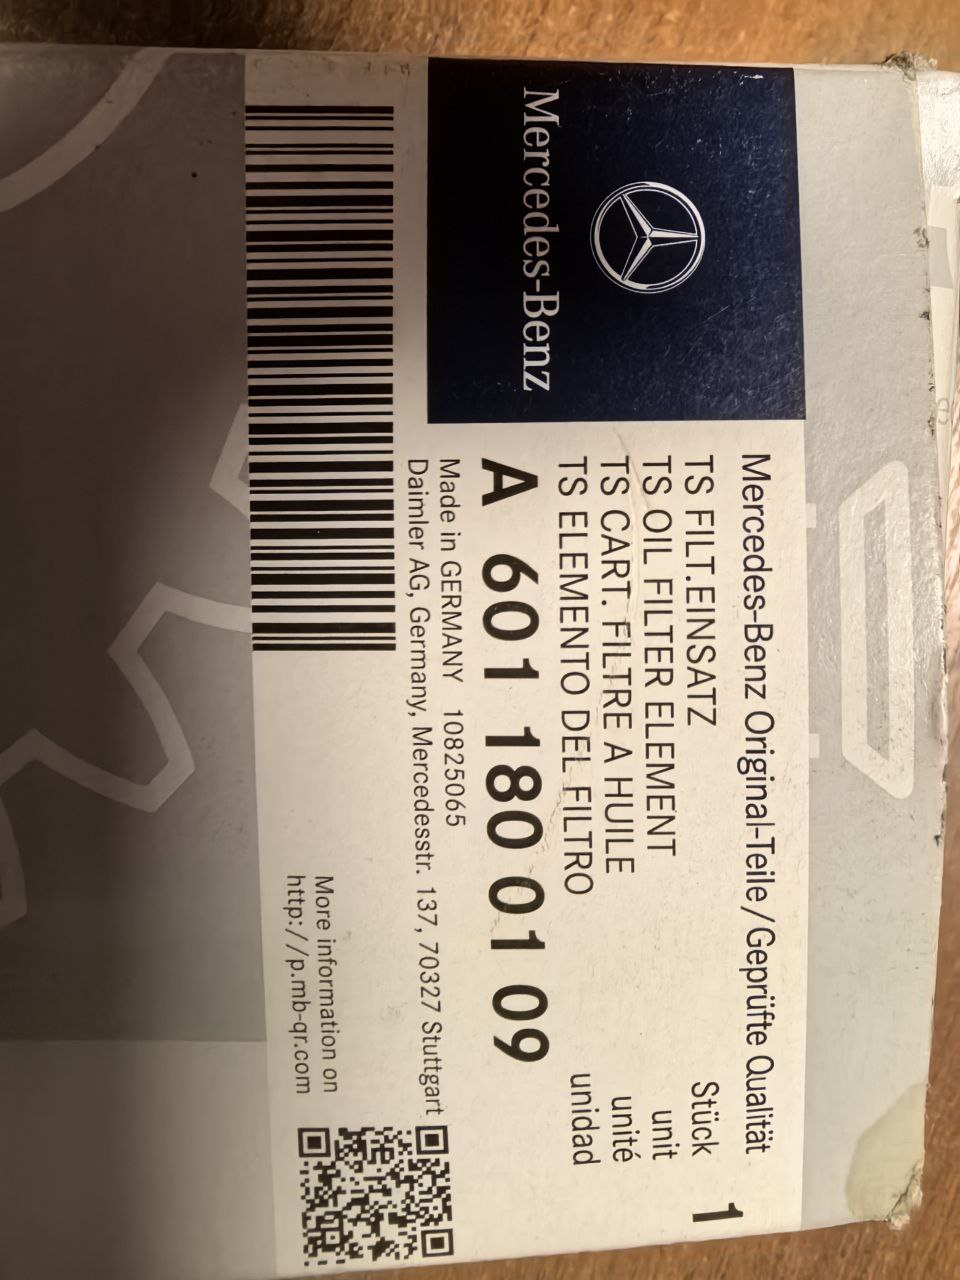 Mercedes-Benz
Mercedes-Benz Original-Teile/Geprüfte Qualität
TS FILT.EINSATZ Stück 1
TS OIL FILTER ELEMENT unit
TS CART. FILTRE A HUILE unité
TS ELEMENTO DEL FILTRO unidad
A 601 180 01 09
Made in GERMANY 10825065
Daimler AG, Germany, Mercedesstr. 137, 70327 Stuttgart
More information on
http://p.mb-qr.com